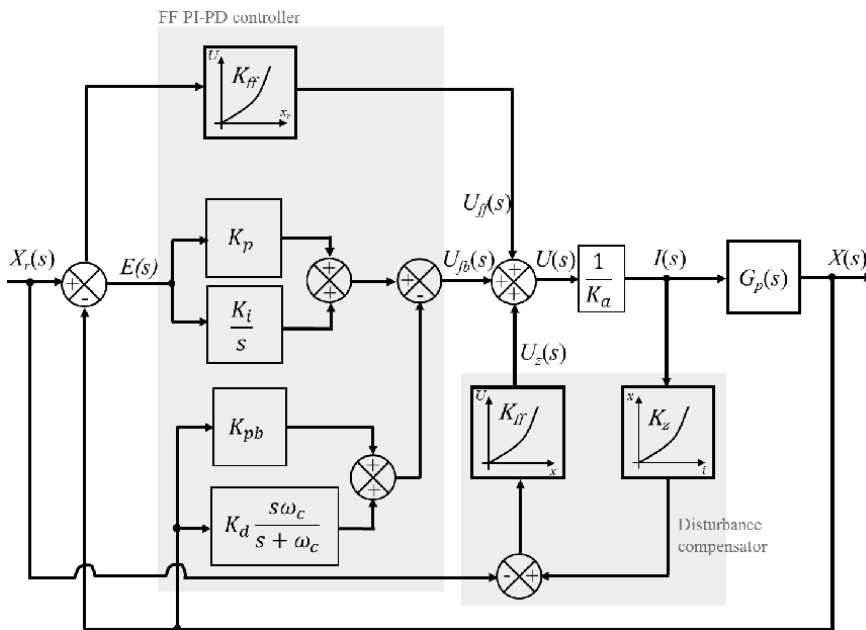 FF PI-PD controller
U
K_ff
x_r
U_ff(s)
X_r(s)
+
-
E(s)
K_p
+
+
+
-
U_fb(s)
+
+
+
U(s)
1
K_a
I(s)
G_p(s)
X(s)
K_i
s
U_z(s)
K_pb
+
+
U
K_ff
x
x
K_z
i
K_d sω_c
s + ω_c
Disturbance
compensator
-
+